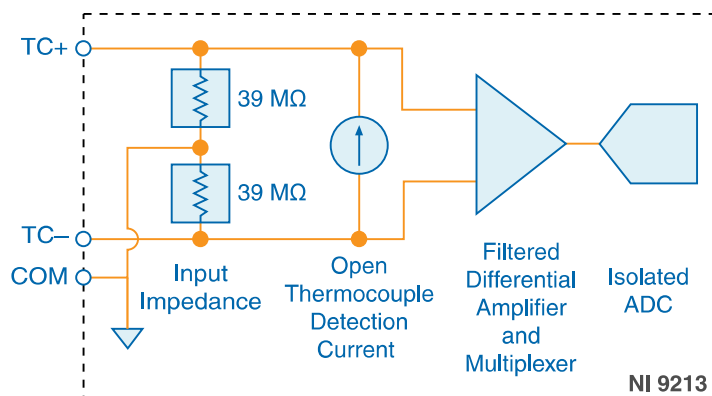 TC+
39 MΩ
39 MΩ
TC–
COM
Input
Impedance
Open
Thermocouple
Detection
Current
Filtered
Differential
Amplifier
and
Multiplexer
Isolated
ADC
NI 9213